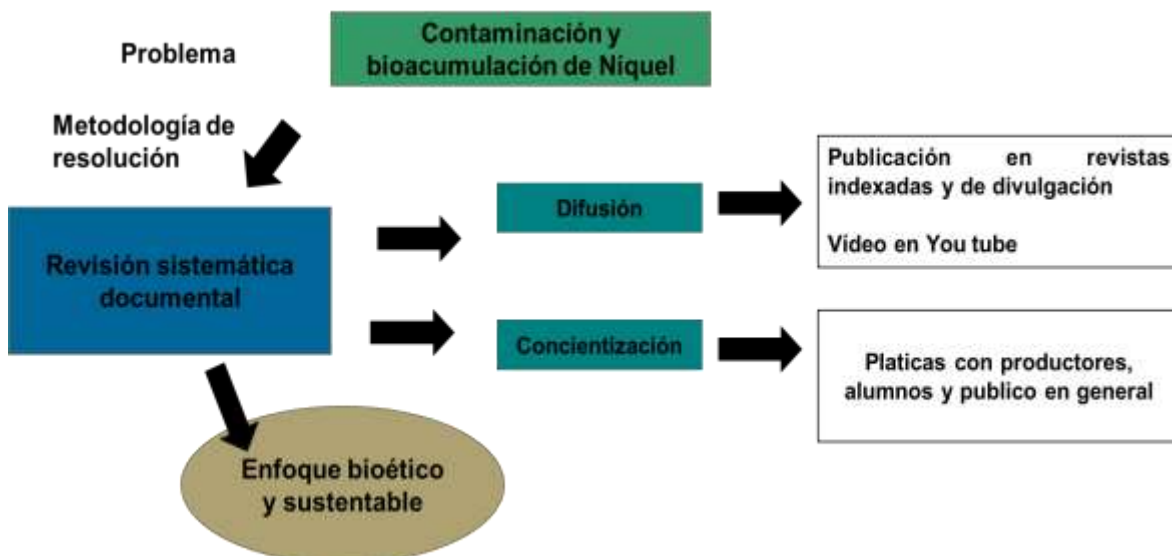 Problema
Contaminación y
bioacumulación de Níquel
Metodología de
resolución
Revisión sistemática
documental
Difusión
Publicación en revistas
indexadas y de divulgación
Video en You tube
Concientización
Platicas con productores,
alumnos y publico en general
Enfoque bioético
y sustentable